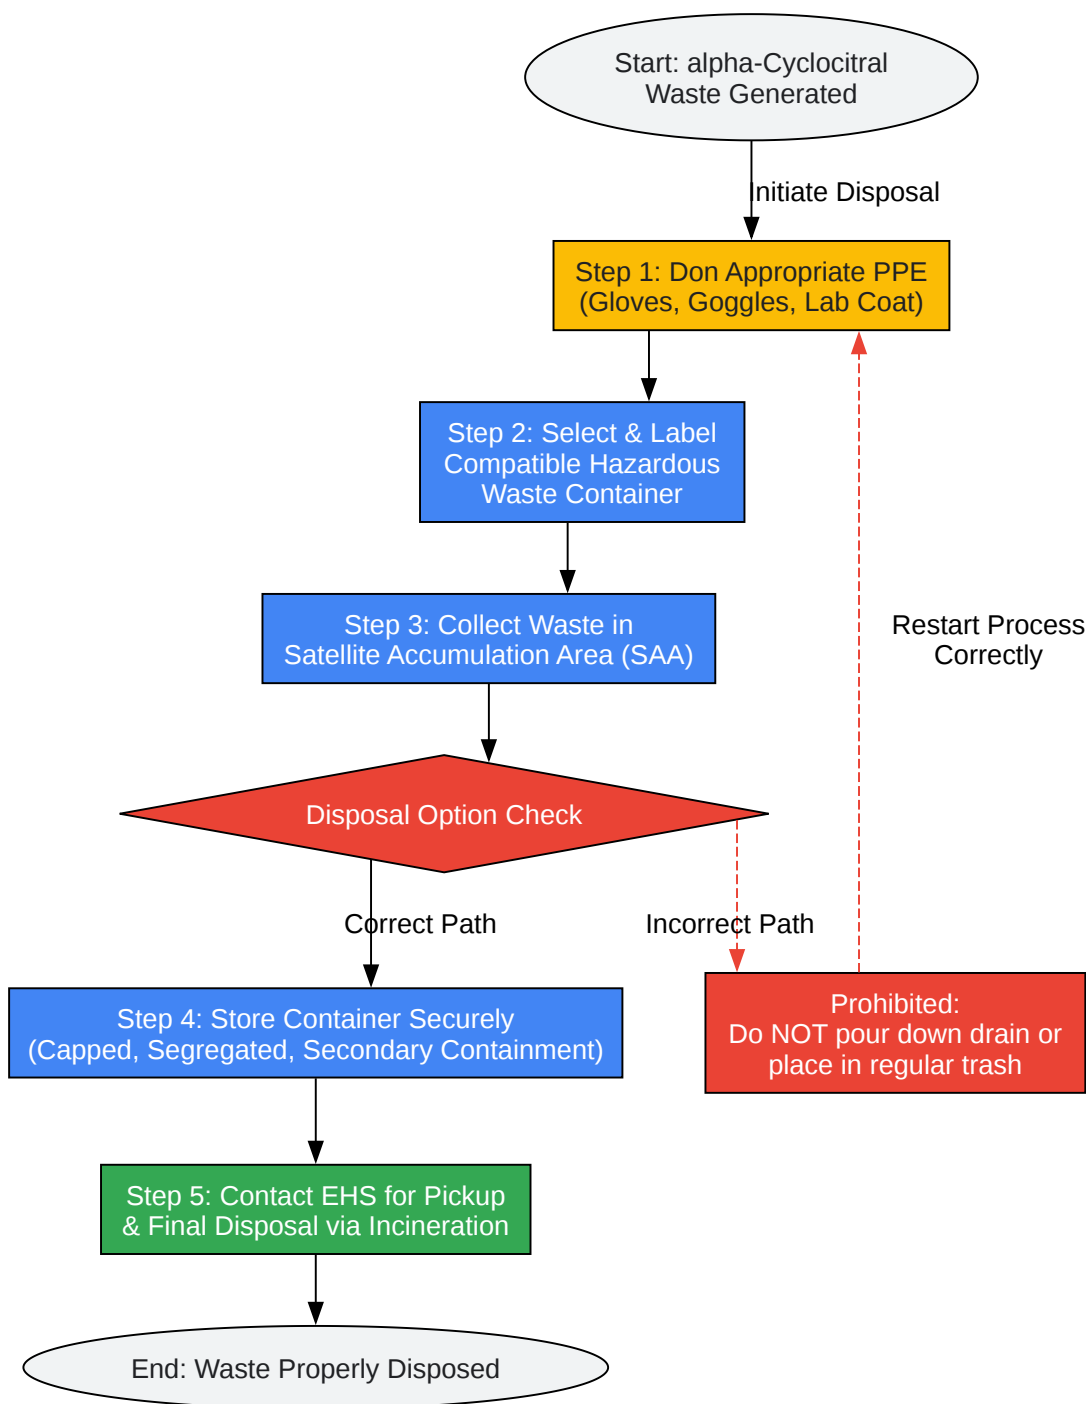 Start: alpha-Cyclocitral
Waste Generated
Initiate Disposal
Step 1: Don Appropriate PPE
(Gloves, Goggles, Lab Coat)
Step 2: Select & Label
Compatible Hazardous
Waste Container
Step 3: Collect Waste in
Satellite Accumulation Area (SAA)
Restart Process
Correctly
Disposal Option Check
Correct Path
Incorrect Path
Step 4: Store Container Securely
(Capped, Segregated, Secondary Containment)
Prohibited:
Do NOT pour down drain or
place in regular trash
Step 5: Contact EHS for Pickup
& Final Disposal via Incineration
End: Waste Properly Disposed